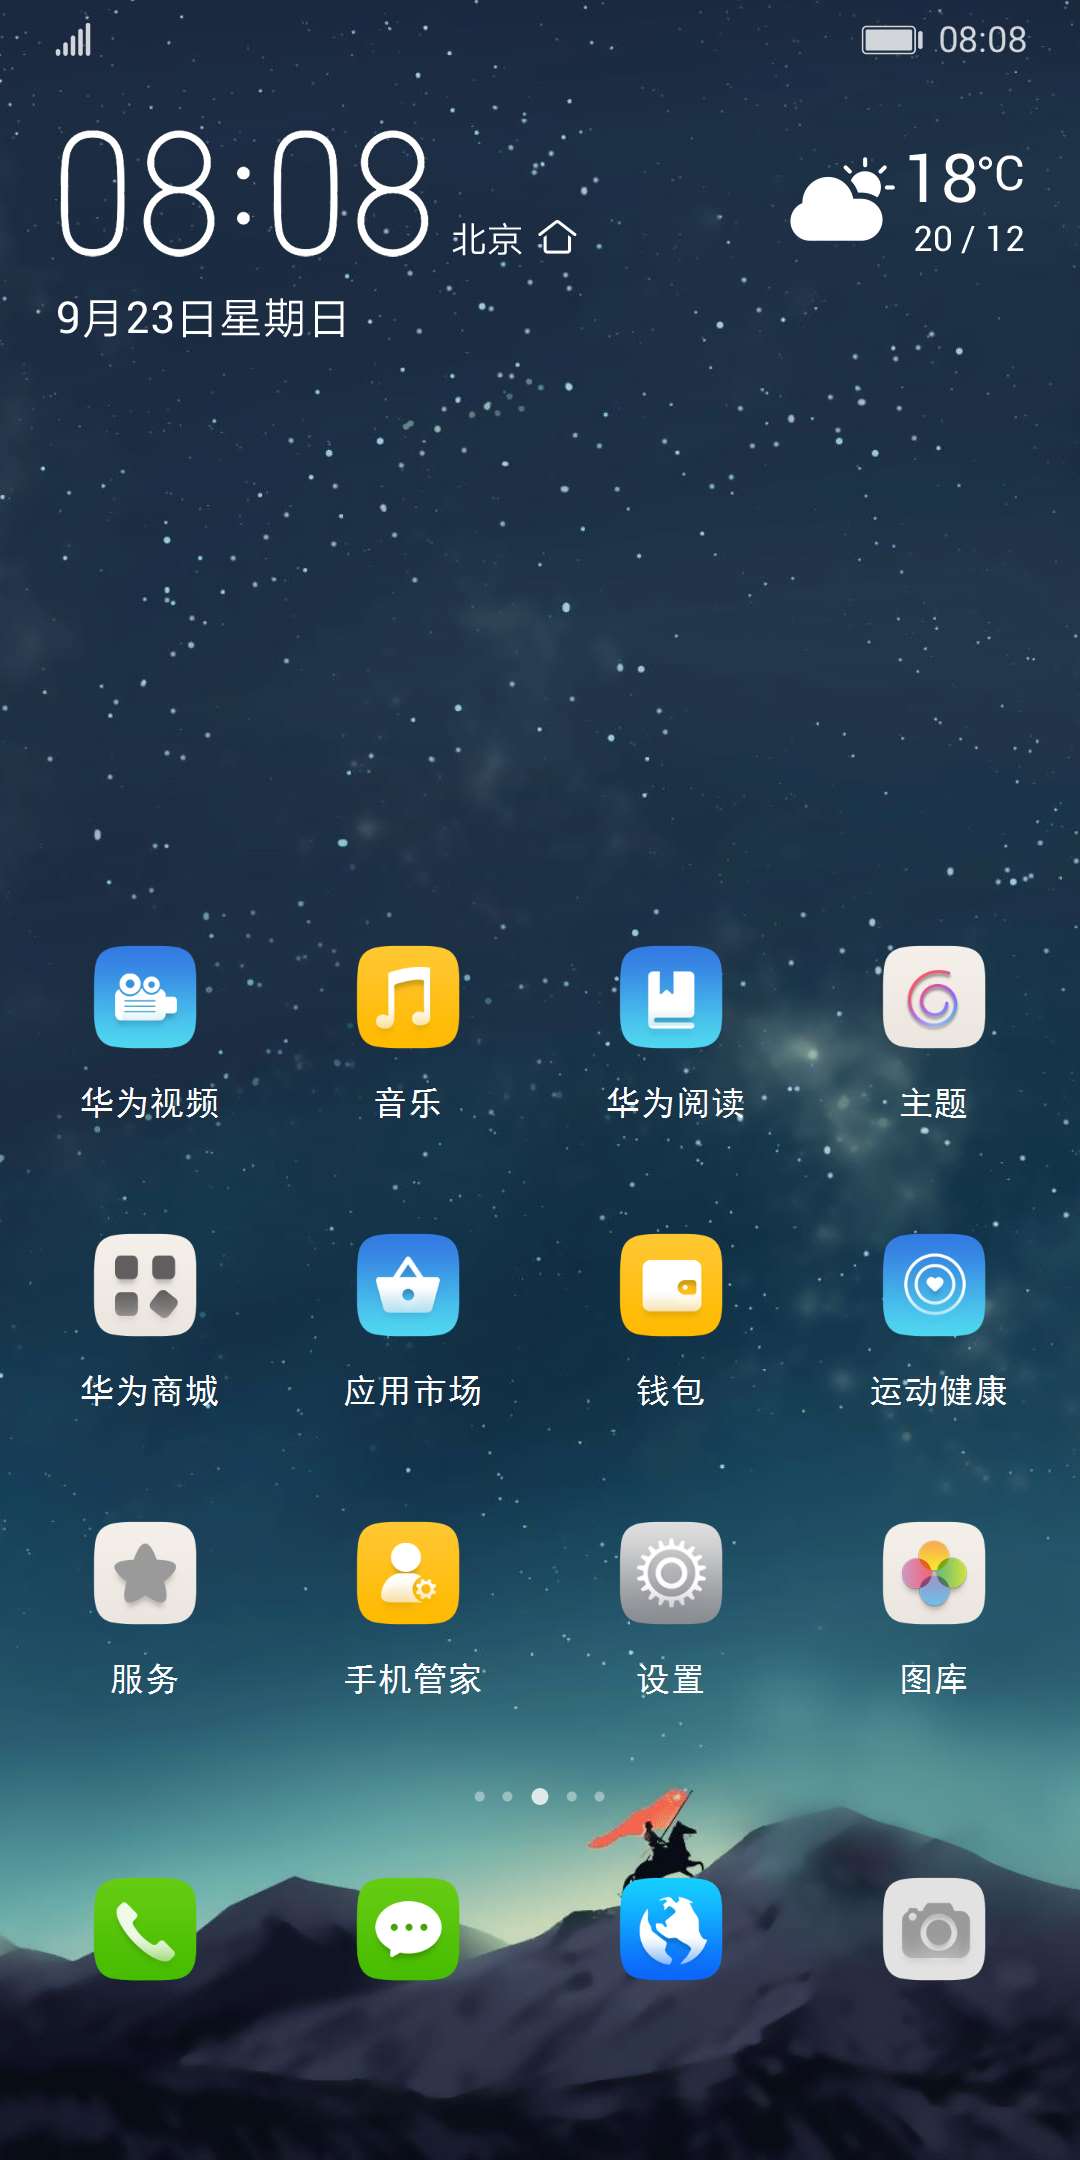 08:08
08:08 北京
18°C
20 / 12
9月23日星期日
华为视频 音乐 华为阅读 主题
华为商城 应用市场 钱包 运动健康
服务 手机管家 设置 图库